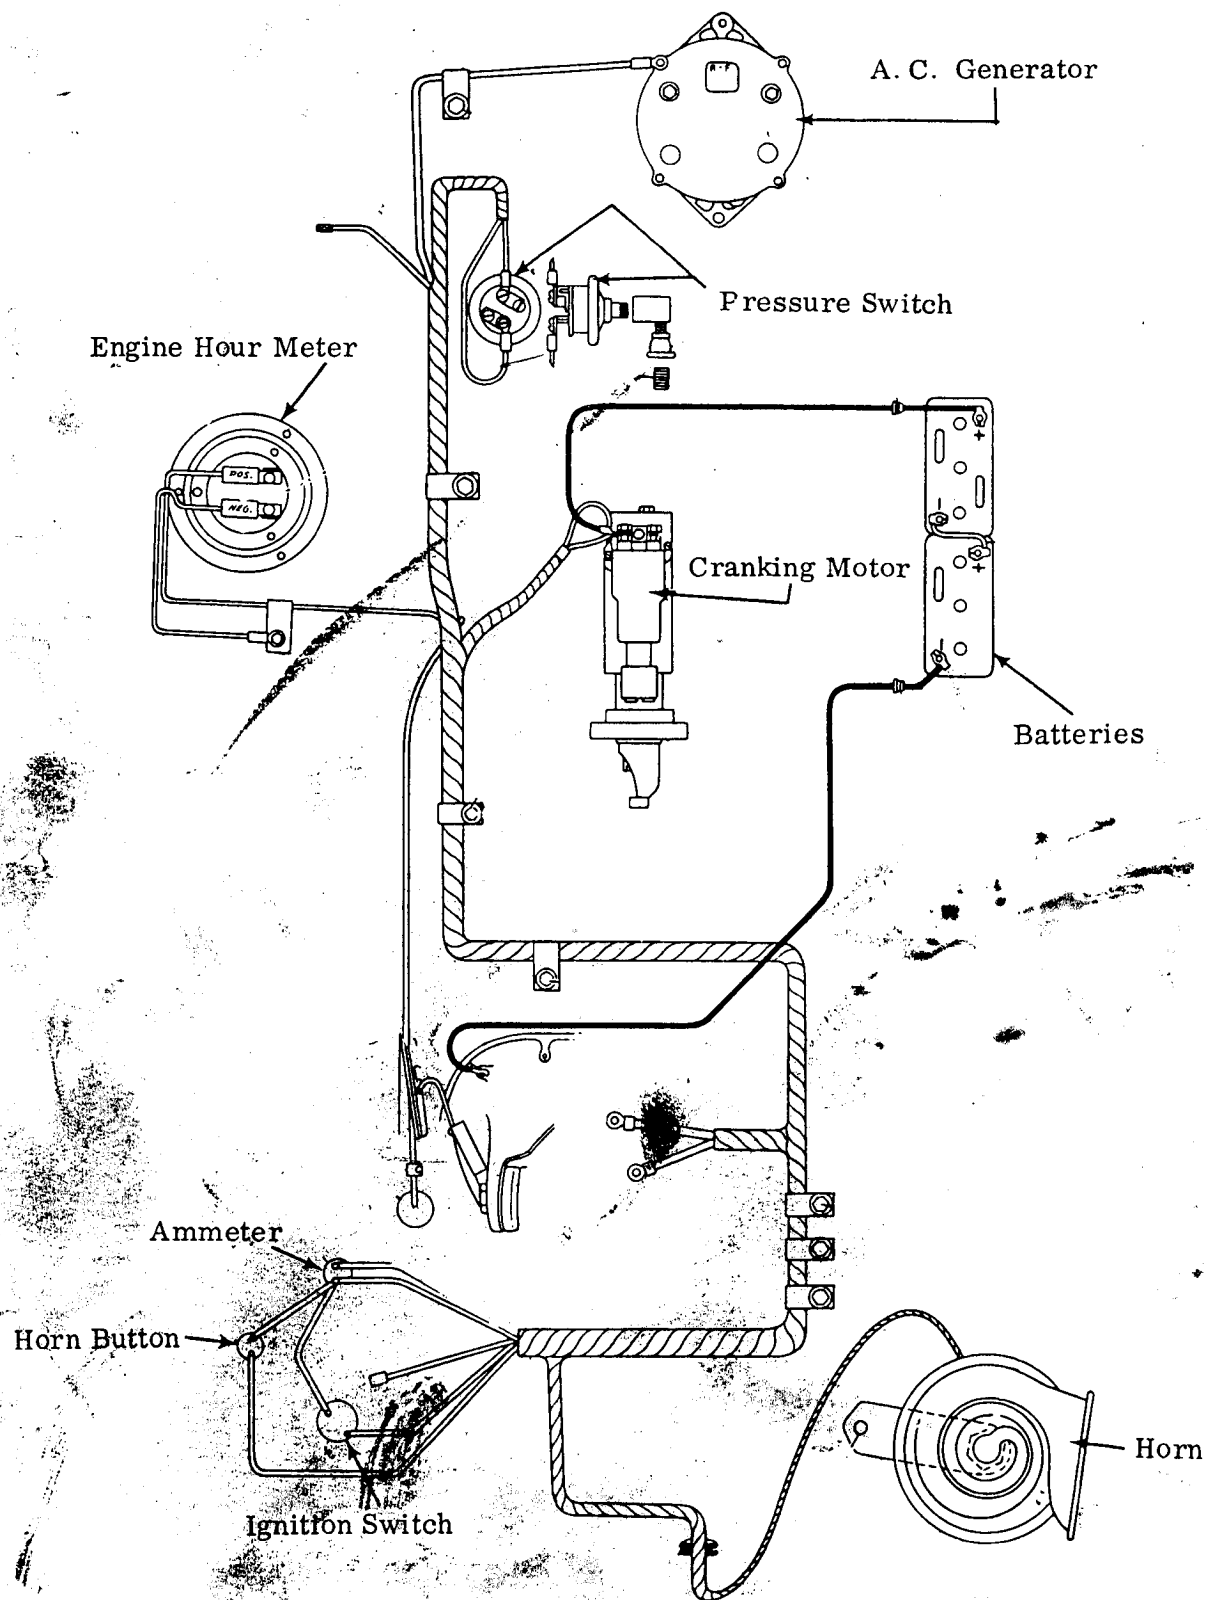 A. C. Generator
Pressure Switch
Engine Hour Meter
POS.
NEG.
+
-
+
-
Cranking Motor
Batteries
Ammeter
Horn Button
Horn
Ignition Switch